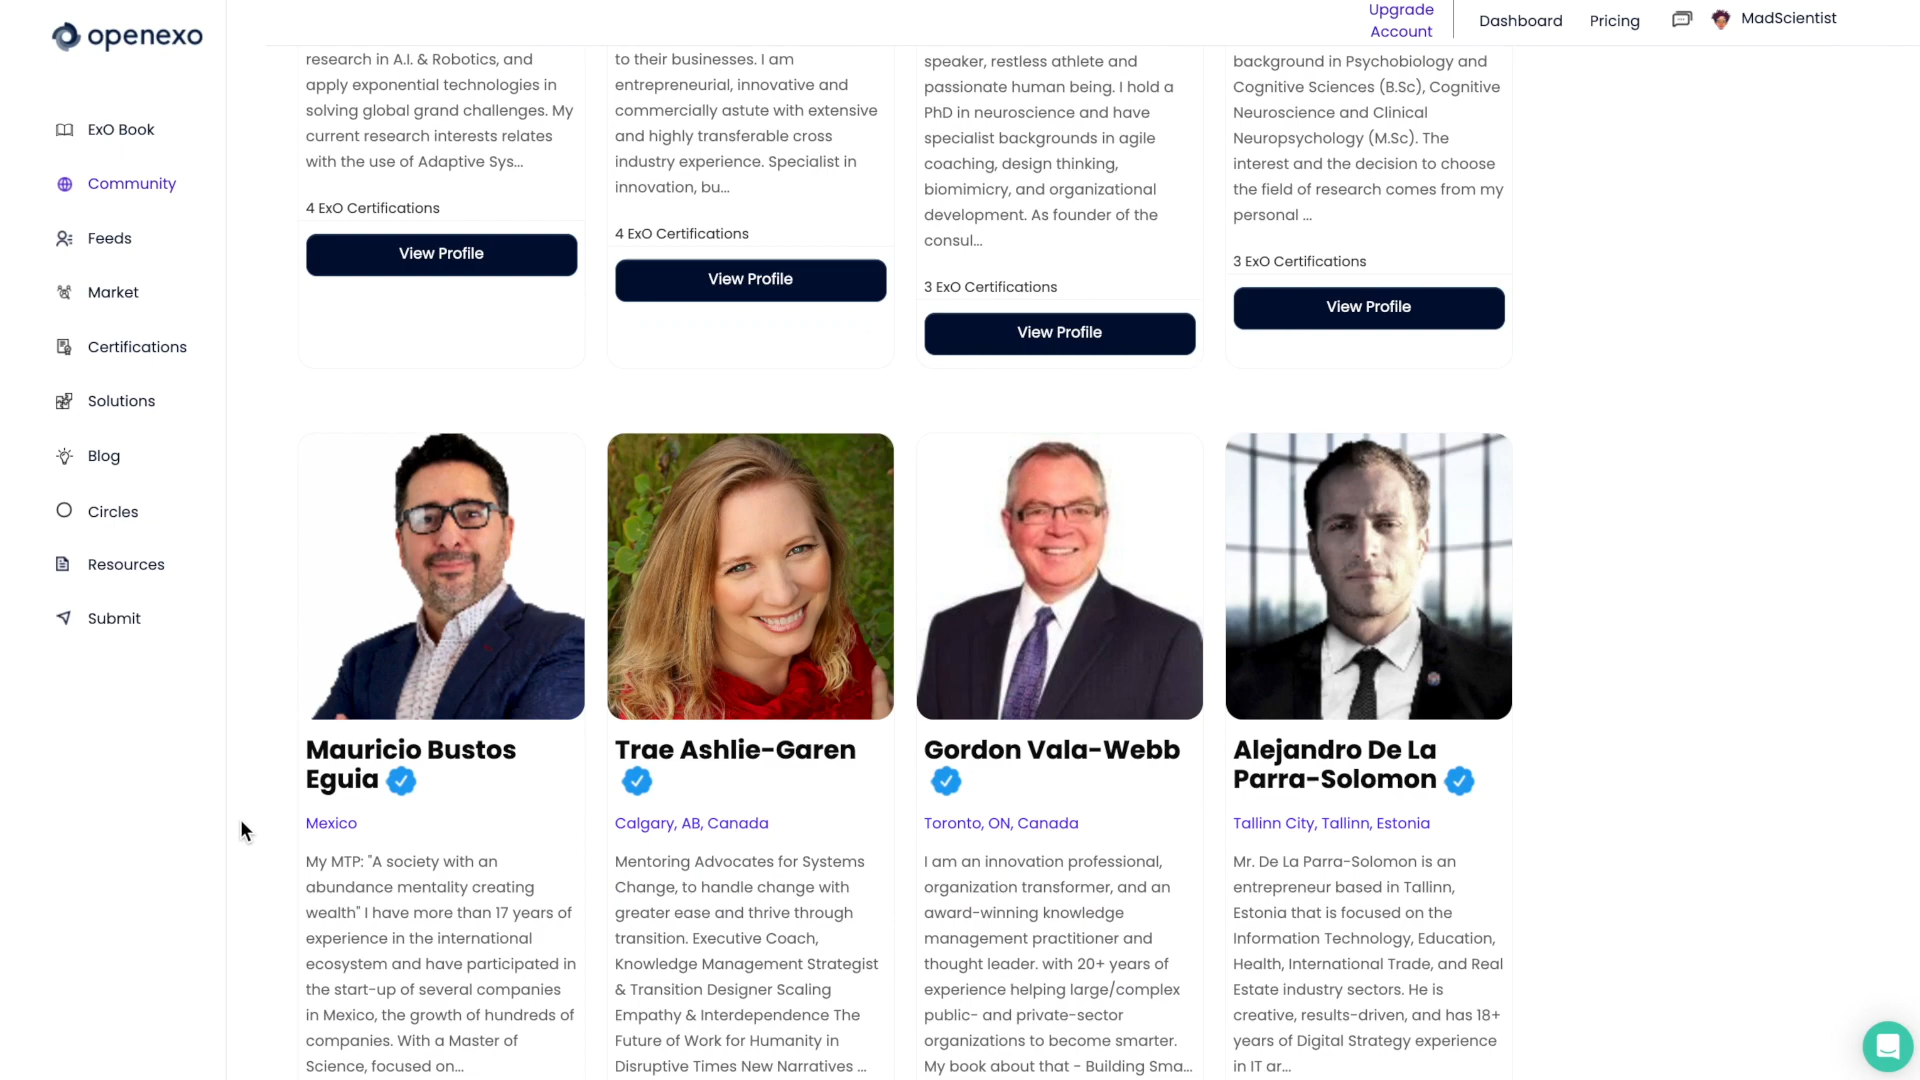 openexo
Upgrade
Account
Dashboard
Pricing
MadScientist
ExO Book
Community
Feeds
Market
Certifications
Solutions
Blog
Circles
Resources
Submit
research in A.I. & Robotics, and
apply exponential technologies in
solving global grand challenges. My
current research interests relates
with the use of Adaptive Sys...
4 ExO Certifications
View Profile
to their businesses. I am
entrepreneurial, innovative and
commercially astute with extensive
and highly transferable cross
industry experience. Specialist in
innovation, bu...
4 ExO Certifications
View Profile
speaker, restless athlete and
passionate human being. I hold a
PhD in neuroscience and have
specialist backgrounds in agile
coaching, design thinking,
biomimicry, and organizational
development. As founder of the
consul...
3 ExO Certifications
View Profile
background in Psychobiology and
Cognitive Sciences (B.Sc), Cognitive
Neuroscience and Clinical
Neuropsychology (M.Sc). The
interest and the decision to choose
the field of research comes from my
personal ...
3 ExO Certifications
View Profile
Mauricio Bustos
Eguia
Mexico
My MTP: "A society with an
abundance mentality creating
wealth" I have more than 17 years of
experience in the international
ecosystem and have participated in
the start-up of several companies
in Mexico, the growth of hundreds of
companies. With a Master of
Science, focused on...
Trae Ashlie-Garen
Calgary, AB, Canada
Mentoring Advocates for Systems
Change, to handle change with
greater ease and thrive through
transition. Executive Coach,
Knowledge Management Strategist
& Transition Designer Scaling
Empathy & Interdependence The
Future of Work for Humanity in
Disruptive Times New Narratives ...
Gordon Vala-Webb
Toronto, ON, Canada
I am an innovation professional,
organization transformer, and an
award-winning knowledge
management practitioner and
thought leader. with 20+ years of
experience helping large/complex
public- and private-sector
organizations to become smarter.
My book about that - Building Sma...
Alejandro De La
Parra-Solomon
Tallinn City, Tallinn, Estonia
Mr. De La Parra-Solomon is an
entrepreneur based in Tallinn,
Estonia that is focused on the
Information Technology, Education,
Health, International Trade, and Real
Estate industry sectors. He is
creative, results-driven, and has 18+
years of Digital Strategy experience
in IT ar...